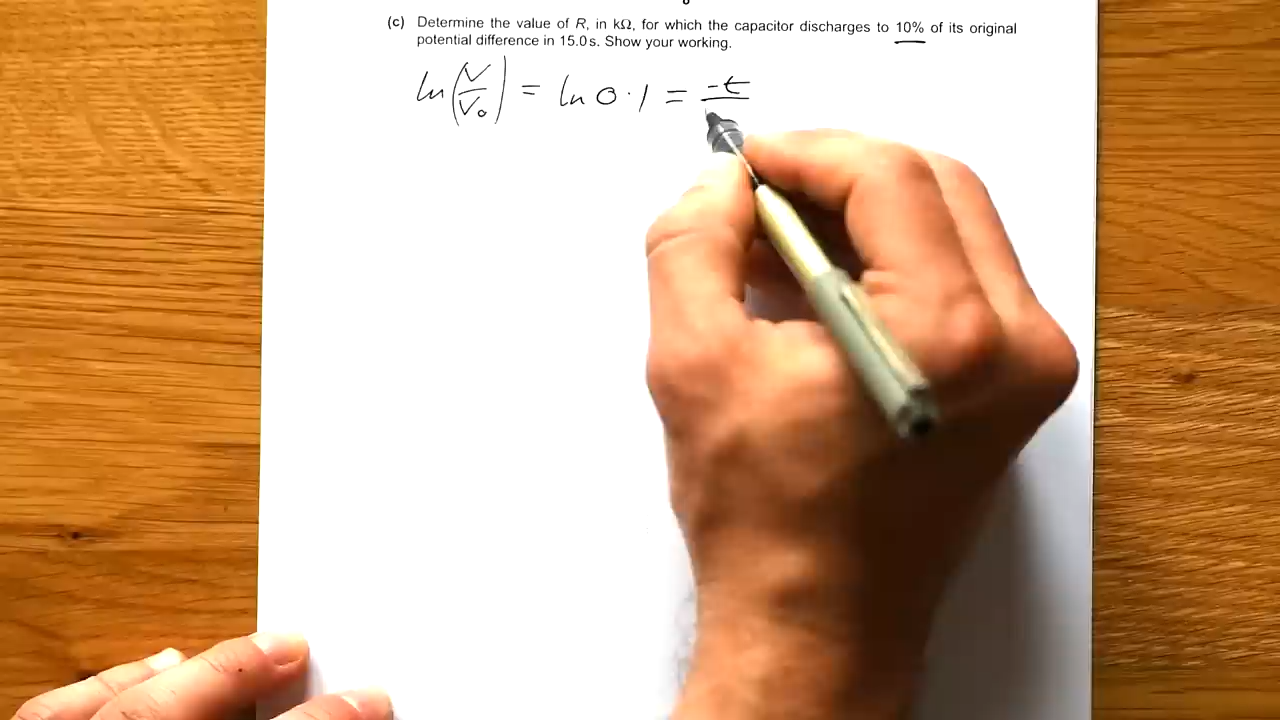 (c) Determine the value of R, in kΩ, for which the capacitor discharges to 10% of its original
potential difference in 15.0 s. Show your working.
ln(V/V₀) = ln 0·1 = -t